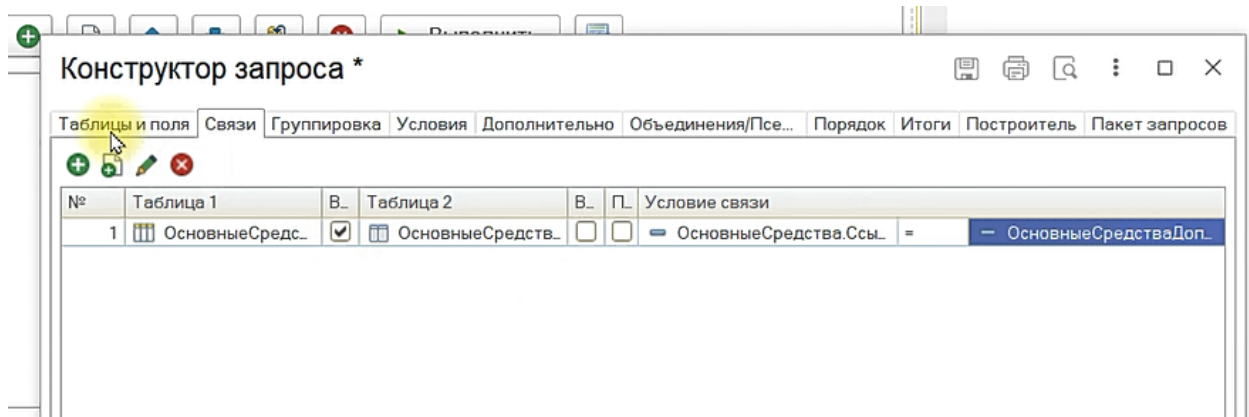 Выполнить
Конструктор запроса *
Таблицы и поля Связи Группировка Условия Дополнительно Объединения/Псе... Порядок Итоги Построитель Пакет запросов
№ Таблица 1 В... Таблица 2 В... П... Условие связи
1 ОсновныеСредс... ОсновныеСредств... ОсновныеСредства.Ссы... = ОсновныеСредстваДоп...